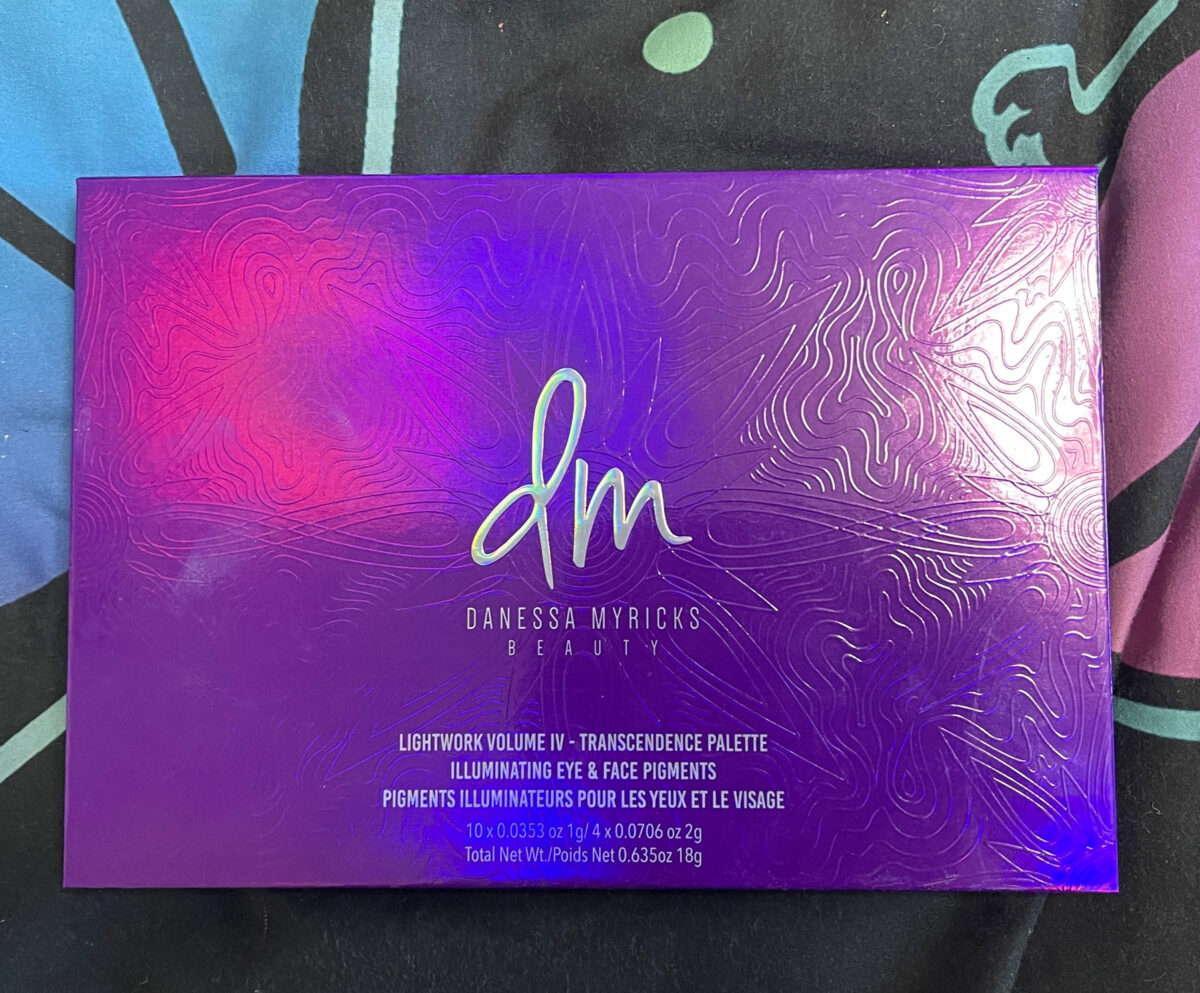 dm
DANESSA MYRICKS
BEAUTY
LIGHTWORK VOLUME IV - TRANSCENDENCE PALETTE
ILLUMINATING EYE & FACE PIGMENTS
PIGMENTS ILLUMINATEURS POUR LES YEUX ET LE VISAGE
10 x 0.0353 oz 1g/ 4 x 0.0706 oz 2g
Total Net Wt./Poids Net 0.635oz 18g